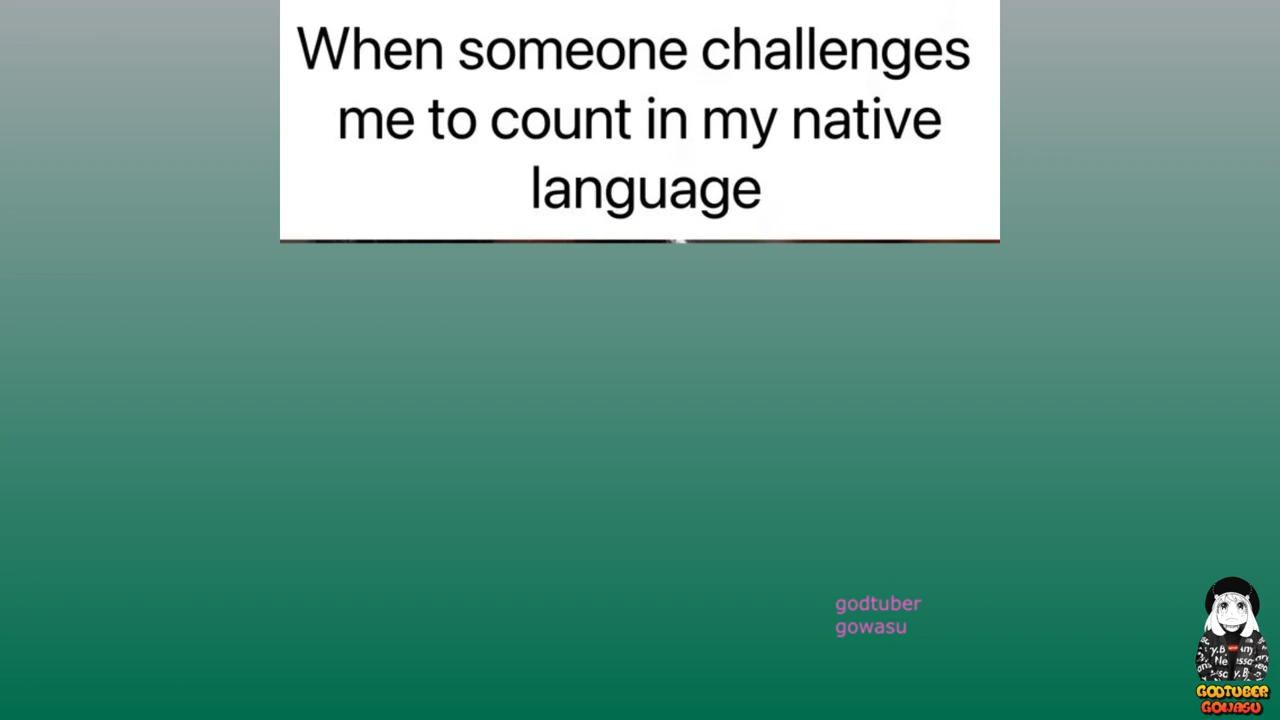 When someone challenges
me to count in my native
language
godtuber
gowasu
GODTUBER
GOWASU